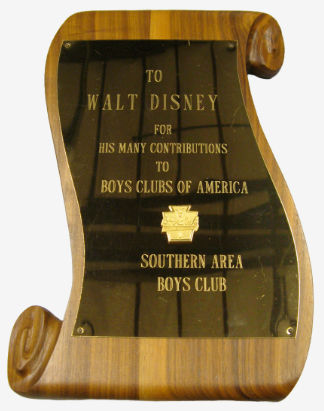 TO
WALT DISNEY
FOR
HIS MANY CONTRIBUTIONS
TO
BOYS CLUBS OF AMERICA
SOUTHERN AREA
BOYS CLUB